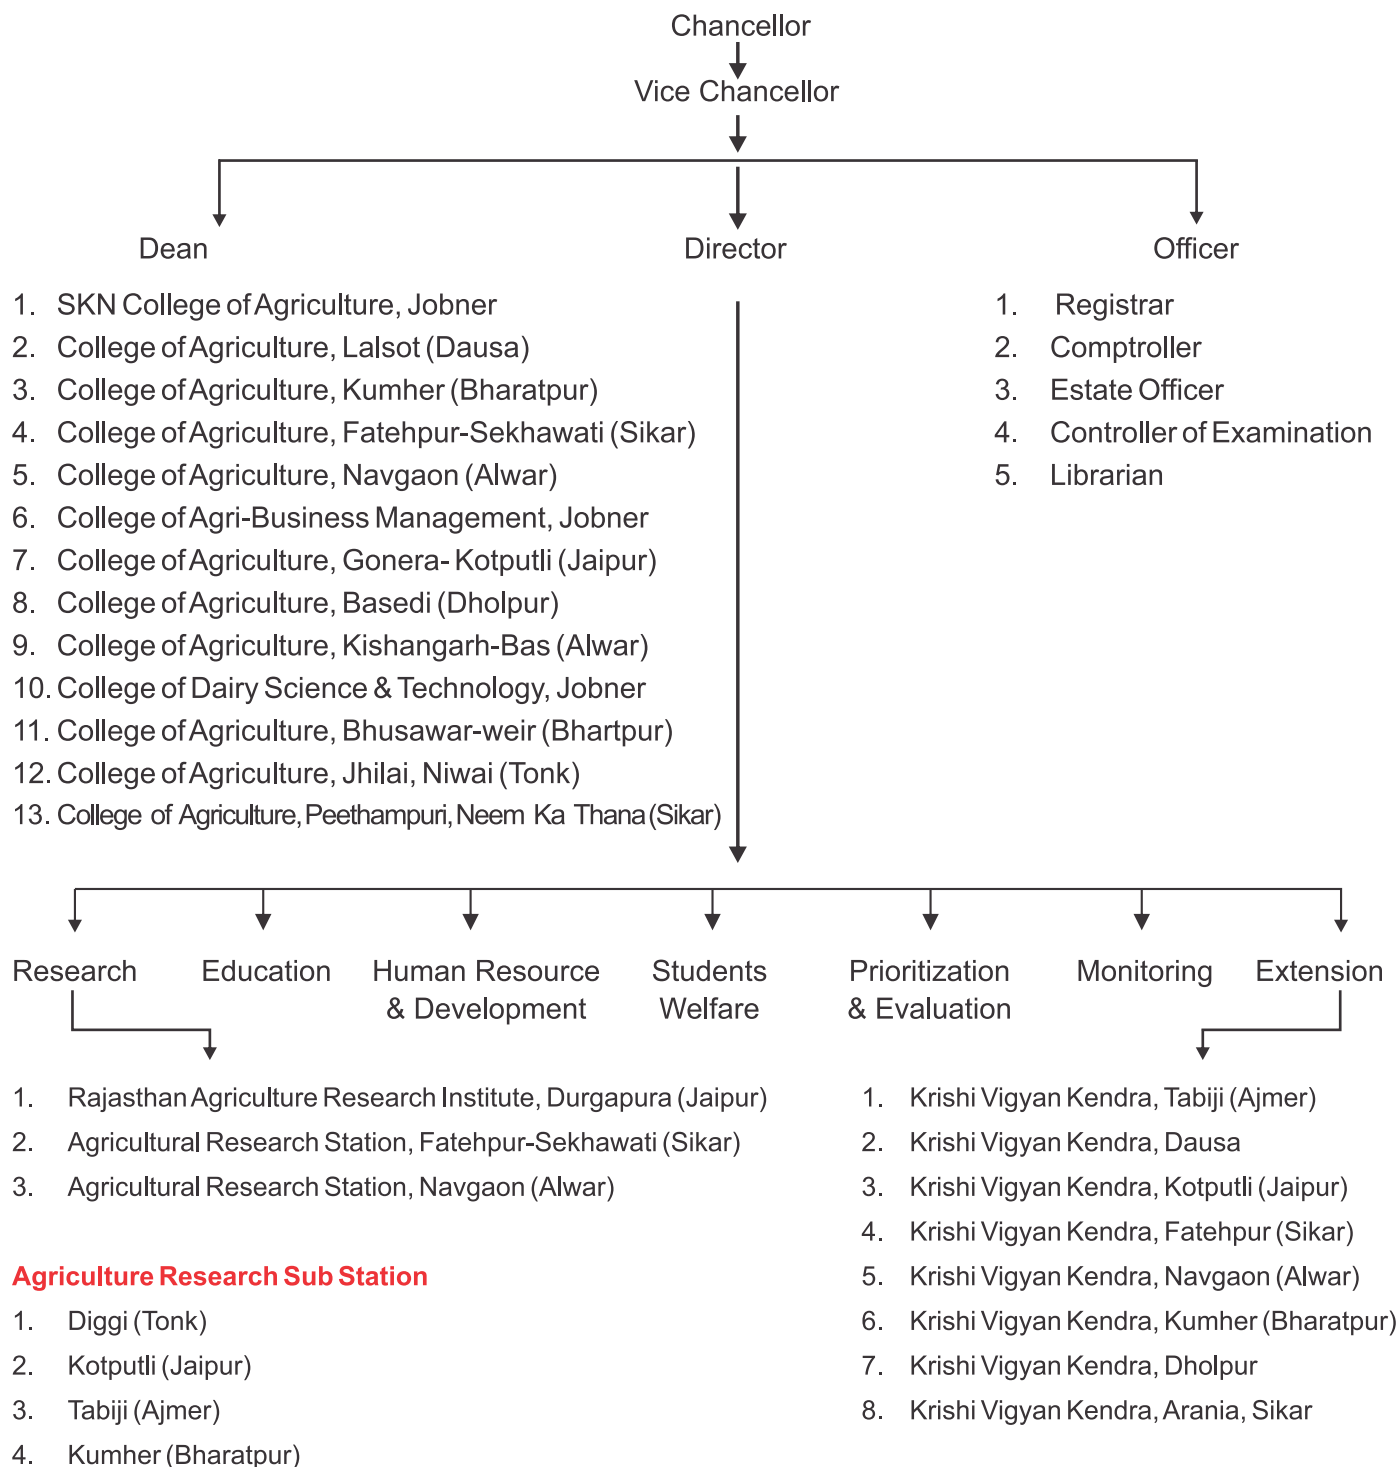 Chancellor
Vice Chancellor
Dean
Director
Officer
1. SKN College of Agriculture, Jobner
2. College of Agriculture, Lalsot (Dausa)
3. College of Agriculture, Kumher (Bharatpur)
4. College of Agriculture, Fatehpur-Sekhawati (Sikar)
5. College of Agriculture, Navgaon (Alwar)
6. College of Agri-Business Management, Jobner
7. College of Agriculture, Gonera- Kotputli (Jaipur)
8. College of Agriculture, Basedi (Dholpur)
9. College of Agriculture, Kishangarh-Bas (Alwar)
10. College of Dairy Science & Technology, Jobner
11. College of Agriculture, Bhusawar-weir (Bhartpur)
12. College of Agriculture, Jhilai, Niwai (Tonk)
13. College of Agriculture, Peethampuri, Neem Ka Thana (Sikar)
1. Registrar
2. Comptroller
3. Estate Officer
4. Controller of Examination
5. Librarian
Research
Education
Human Resource
& Development
Students
Welfare
Prioritization
& Evaluation
Monitoring
Extension
1. Rajasthan Agriculture Research Institute, Durgapura (Jaipur)
2. Agricultural Research Station, Fatehpur-Sekhawati (Sikar)
3. Agricultural Research Station, Navgaon (Alwar)
Agriculture Research Sub Station
1. Diggi (Tonk)
2. Kotputli (Jaipur)
3. Tabiji (Ajmer)
4. Kumher (Bharatpur)
1. Krishi Vigyan Kendra, Tabiji (Ajmer)
2. Krishi Vigyan Kendra, Dausa
3. Krishi Vigyan Kendra, Kotputli (Jaipur)
4. Krishi Vigyan Kendra, Fatehpur (Sikar)
5. Krishi Vigyan Kendra, Navgaon (Alwar)
6. Krishi Vigyan Kendra, Kumher (Bharatpur)
7. Krishi Vigyan Kendra, Dholpur
8. Krishi Vigyan Kendra, Arania, Sikar